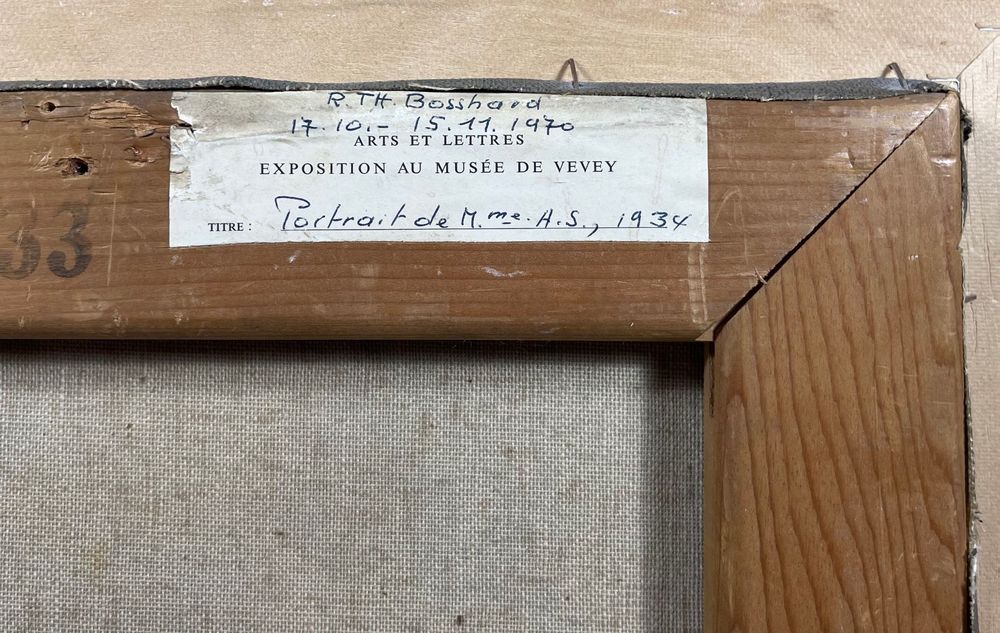 R. TH. Bosshard
17.10.- 15.11.1970
ARTS ET LETTRES
EXPOSITION AU MUSÉE DE VEVEY
TITRE : Portrait de M.me. A.S., 1934
33